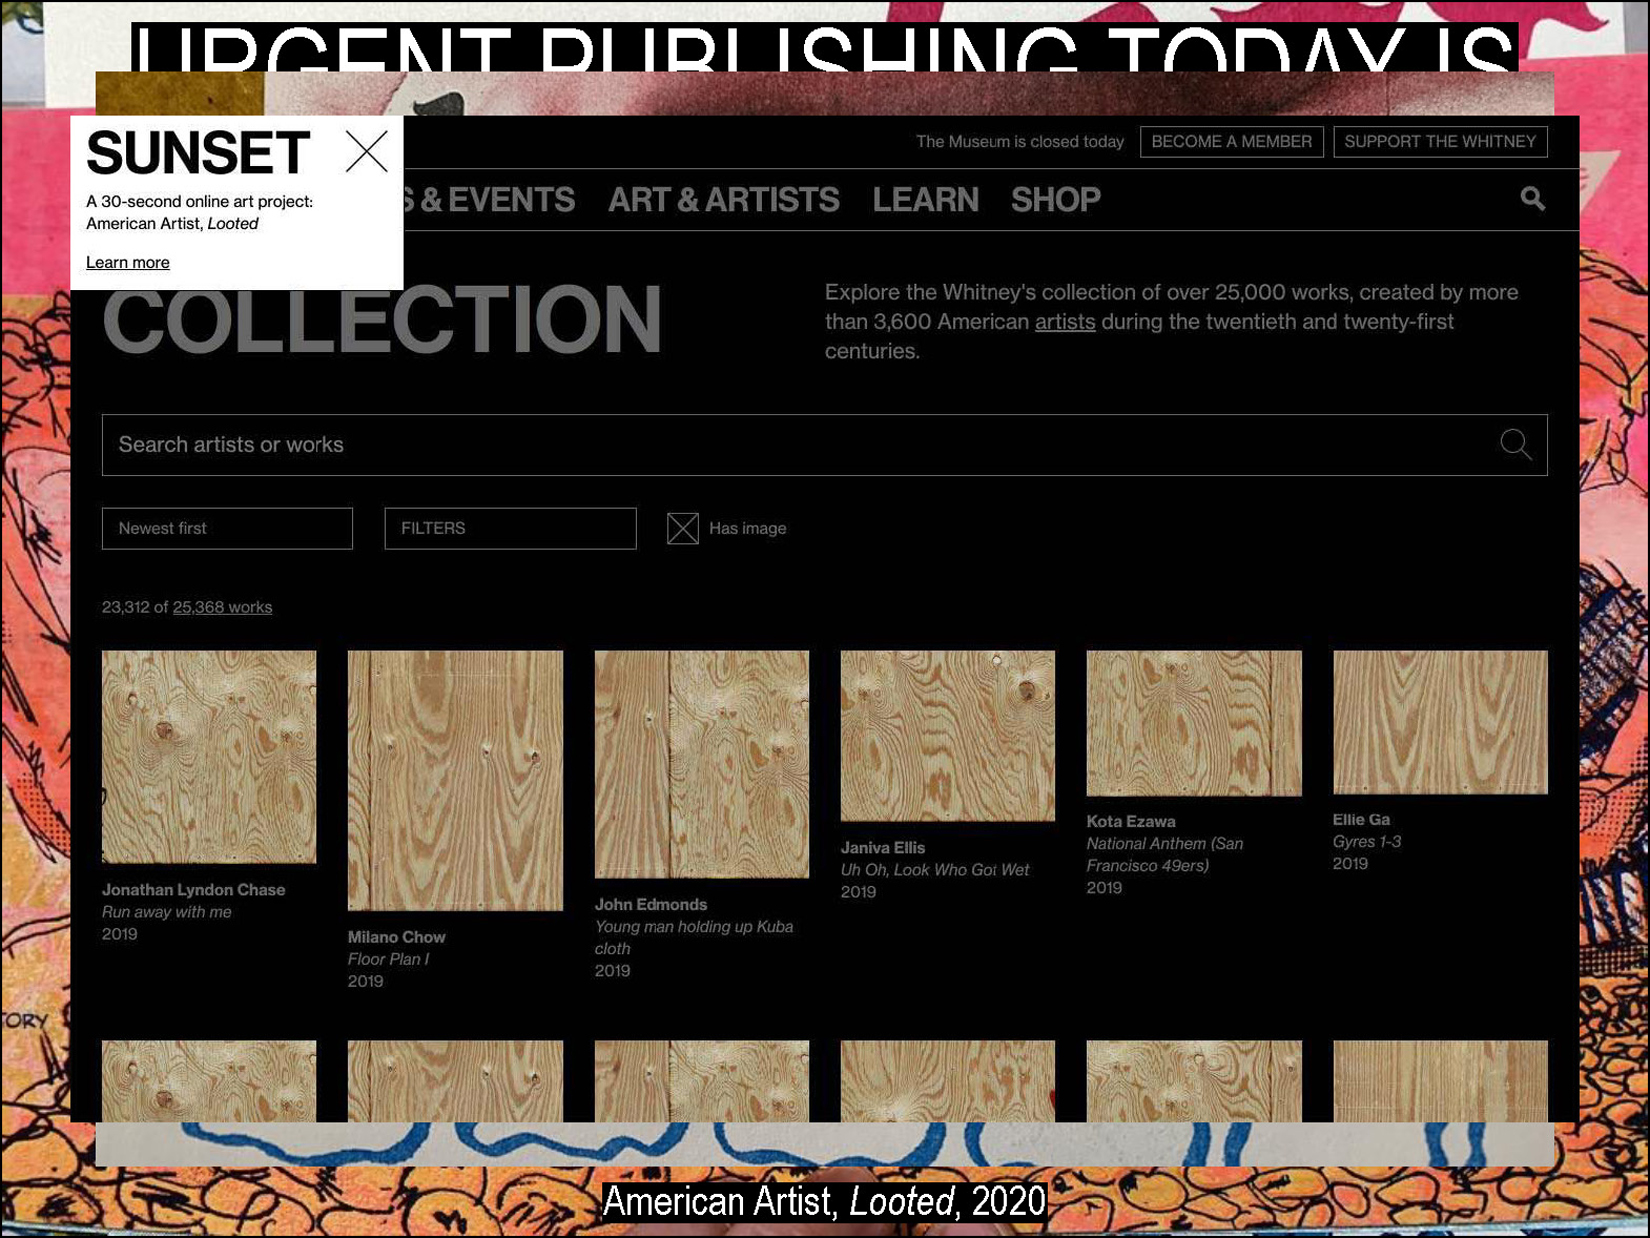 URGENT PUBLISHING TODAY IS
SUNSET
A 30-second online art project:
American Artist, Looted
Learn more
The Museum is closed today
BECOME A MEMBER
SUPPORT THE WHITNEY
& EVENTS
ART & ARTISTS
LEARN
SHOP
COLLECTION
Explore the Whitney's collection of over 25,000 works, created by more
than 3,600 American artists during the twentieth and twenty-first
centuries.
Search artists or works
Newest first
FILTERS
Has image
23,312 of 25,368 works
Jonathan Lyndon Chase
Run away with me
2019
Milano Chow
Floor Plan I
2019
John Edmonds
Young man holding up Kuba
cloth
2019
Janiva Ellis
Uh Oh, Look Who Got Wet
2019
Kota Ezawa
National Anthem (San
Francisco 49ers)
2019
Ellie Ga
Gyres 1-3
2019
American Artist, Looted, 2020